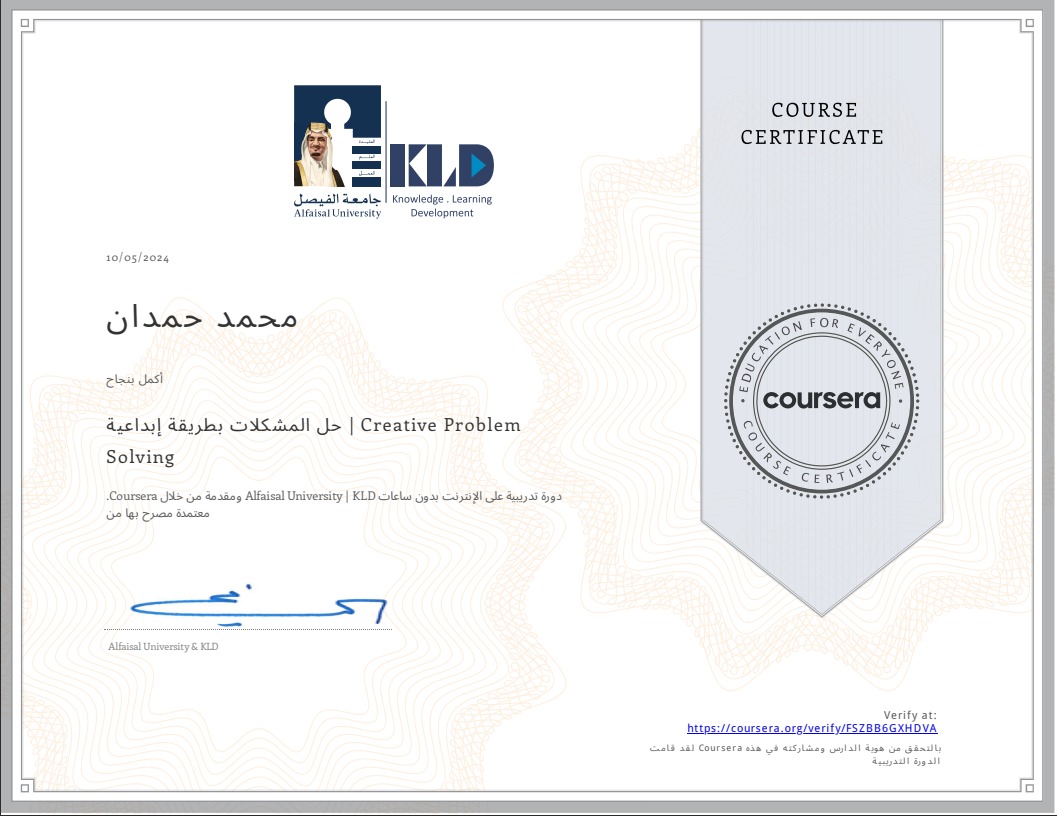 COURSE
CERTIFICATE
العقيدة
العلم
العمل
KLD
جامعة الفيصل
Alfaisal University
Knowledge . Learning
Development
10/05/2024
محمد حمدان
EDUCATION FOR EVERYONE
coursera
COURSE CERTIFICATE
أكمل بنجاح
حل المشكلات بطريقة إبداعية | Creative Problem
Solving
دورة تدريبية على الإنترنت بدون ساعات Alfaisal University | KLD ومقدمة من خلال Coursera.
معتمدة مصرح بها من
Alfaisal University & KLD
Verify at:
https://coursera.org/verify/FSZBB6GXHDVA
بالتحقق من هوية الدارس ومشاركته في هذه Coursera لقد قامت
الدورة التدريبية